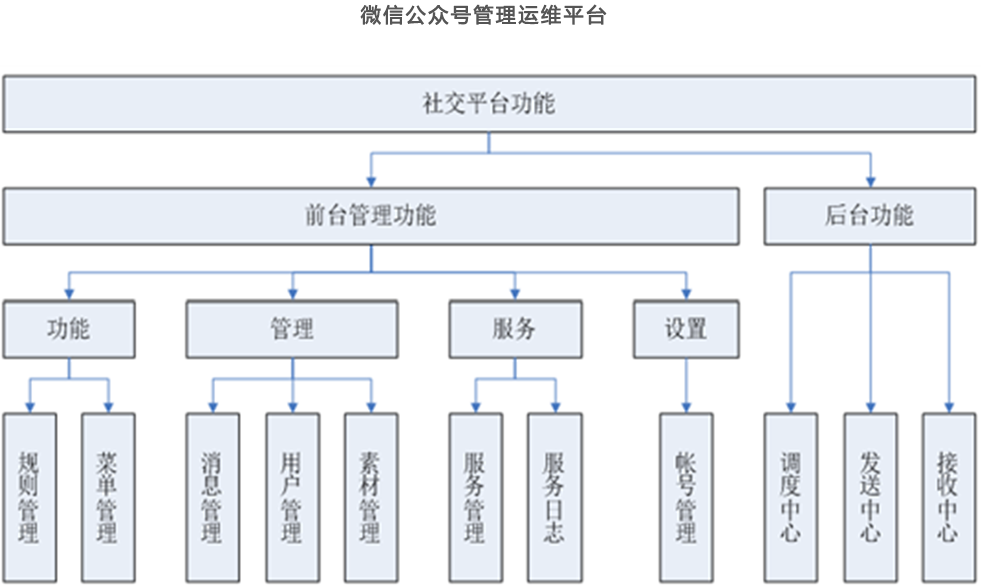 微信公众号管理运维平台
社交平台功能
前台管理功能
后台功能
功能
管理
服务
设置
规则管理
菜单管理
消息管理
用户管理
素材管理
服务管理
服务日志
帐号管理
调度中心
发送中心
接收中心